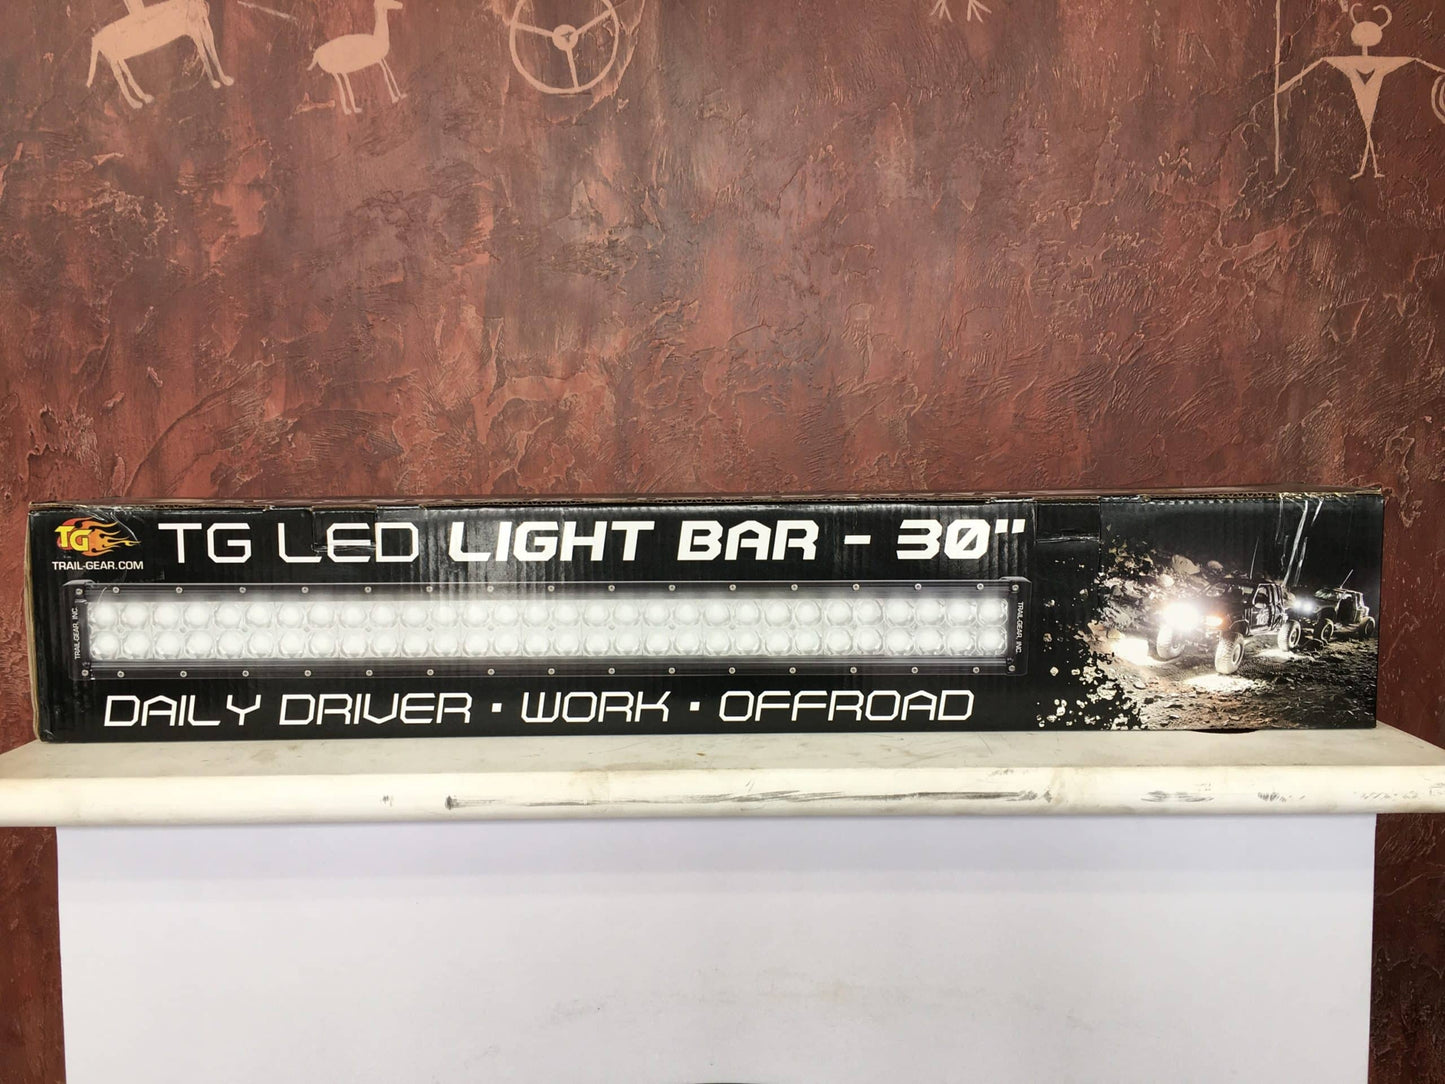 TG
TRAIL-GEAR.COM
TG LED LIGHT BAR - 30"
TRAIL-GEAR, INC.
TRAIL-GEAR, INC.
DAILY DRIVER · WORK · OFFROAD